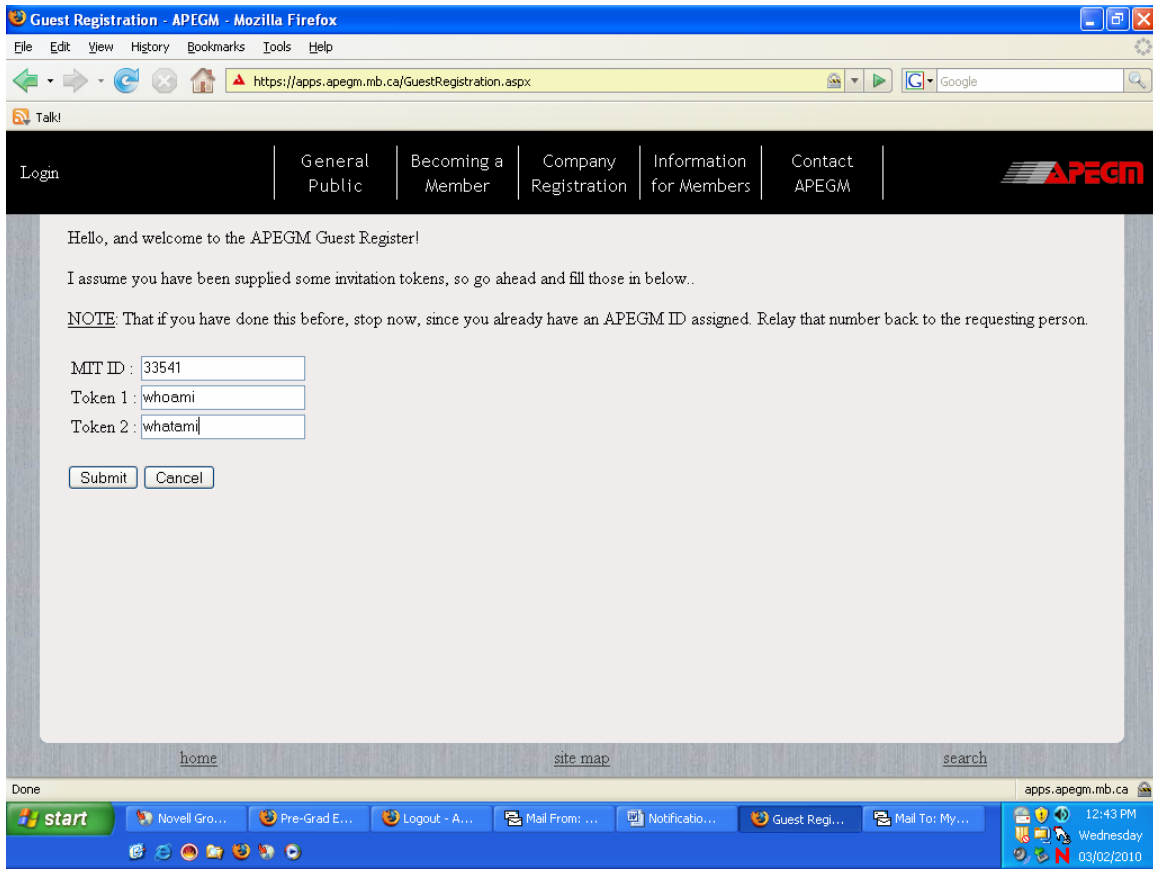 Guest Registration - APEGM - Mozilla Firefox
File Edit View History Bookmarks Tools Help
https://apps.apegm.mb.ca/GuestRegistration.aspx
G Google
Talk!
Login
General Public
Becoming a Member
Company Registration
Information for Members
Contact APEGM
APEGM
Hello, and welcome to the APEGM Guest Register!
I assume you have been supplied some invitation tokens, so go ahead and fill those in below..
NOTE: That if you have done this before, stop now, since you already have an APEGM ID assigned. Relay that number back to the requesting person.
MIT ID : 33541
Token 1 : whoami
Token 2 : whatami
Submit Cancel
home site map search
Done apps.apegm.mb.ca
start Novell Gro... Pre-Grad E... Logout - A... Mail From: ... Notificatio... Guest Regi... Mail To: My... 12:43 PM
Wednesday
N 03/02/2010